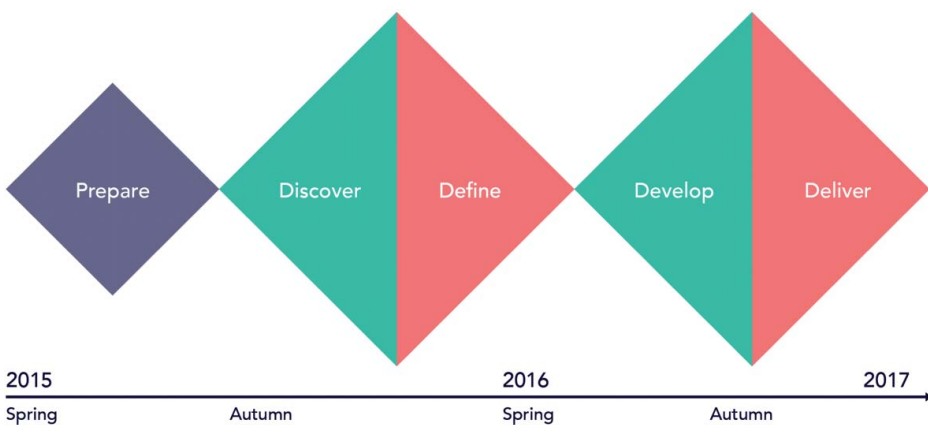 Prepare
Discover
Define
Develop
Deliver
2015
2016
2017
Spring
Autumn
Spring
Autumn